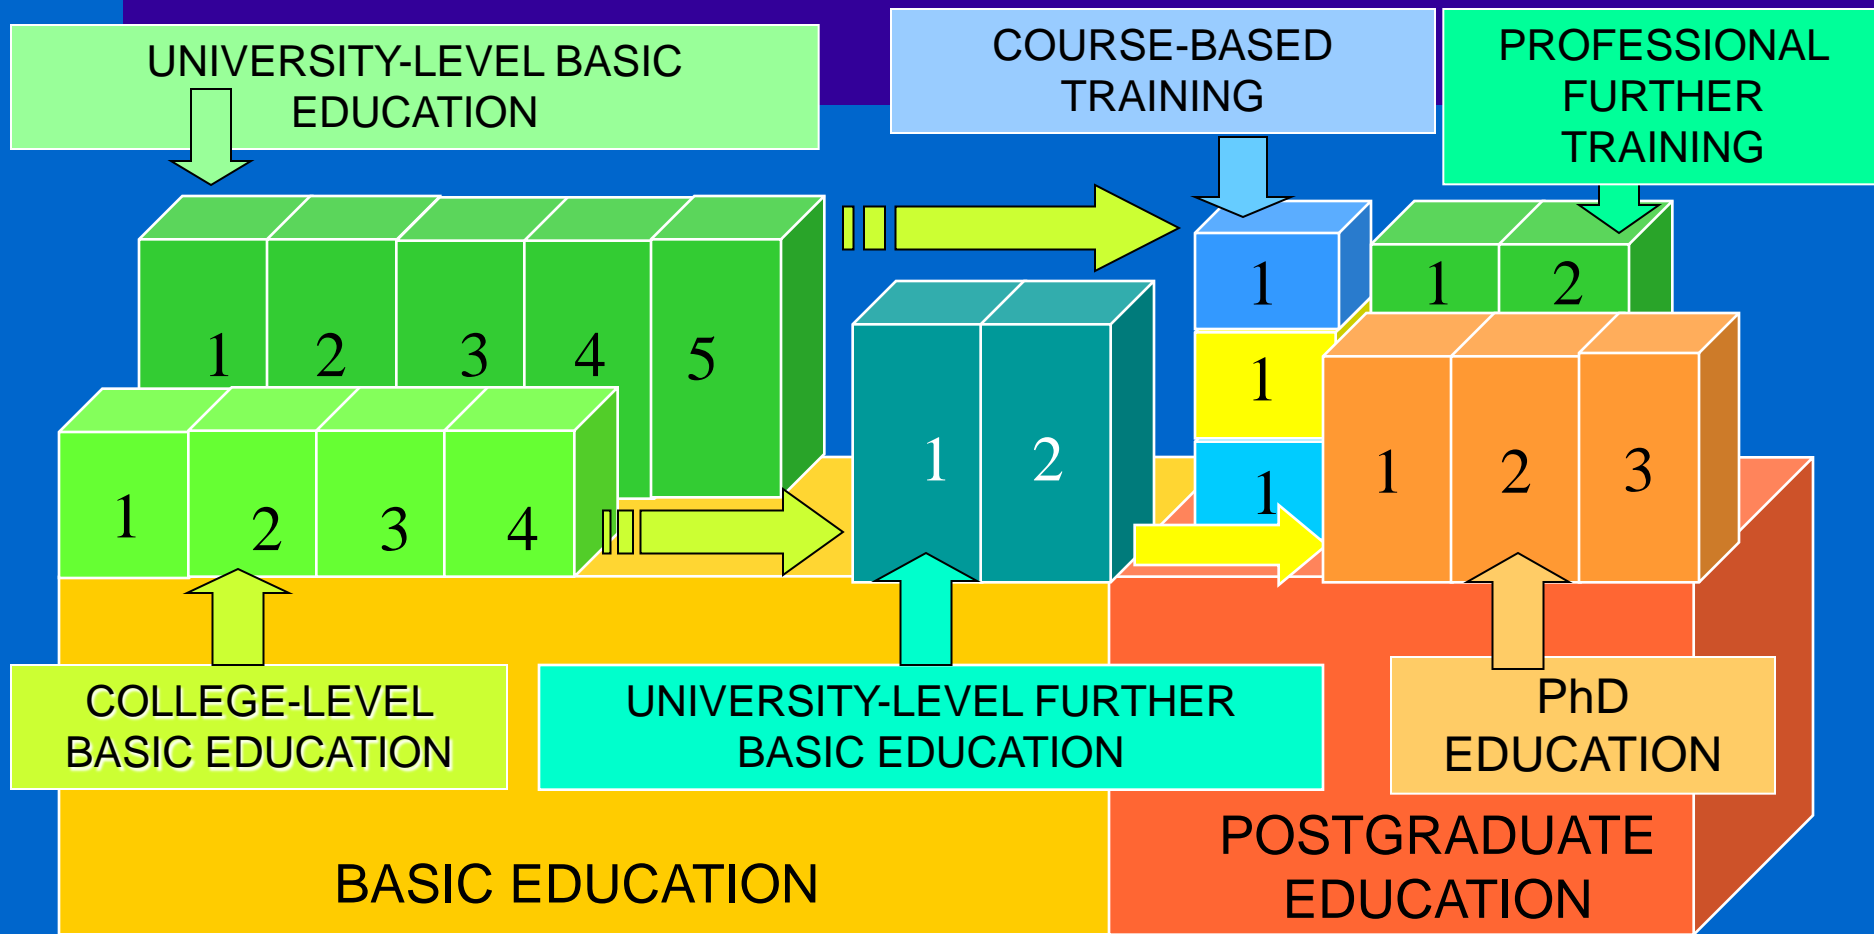 UNIVERSITY-LEVEL BASIC
EDUCATION
COURSE-BASED
TRAINING
PROFESSIONAL
FURTHER
TRAINING
1 2 3 4 5
1
1 2
1
1 2 3 4
1 2
1
1 2 3
COLLEGE-LEVEL
BASIC EDUCATION
UNIVERSITY-LEVEL FURTHER
BASIC EDUCATION
PhD
EDUCATION
BASIC EDUCATION
POSTGRADUATE
EDUCATION